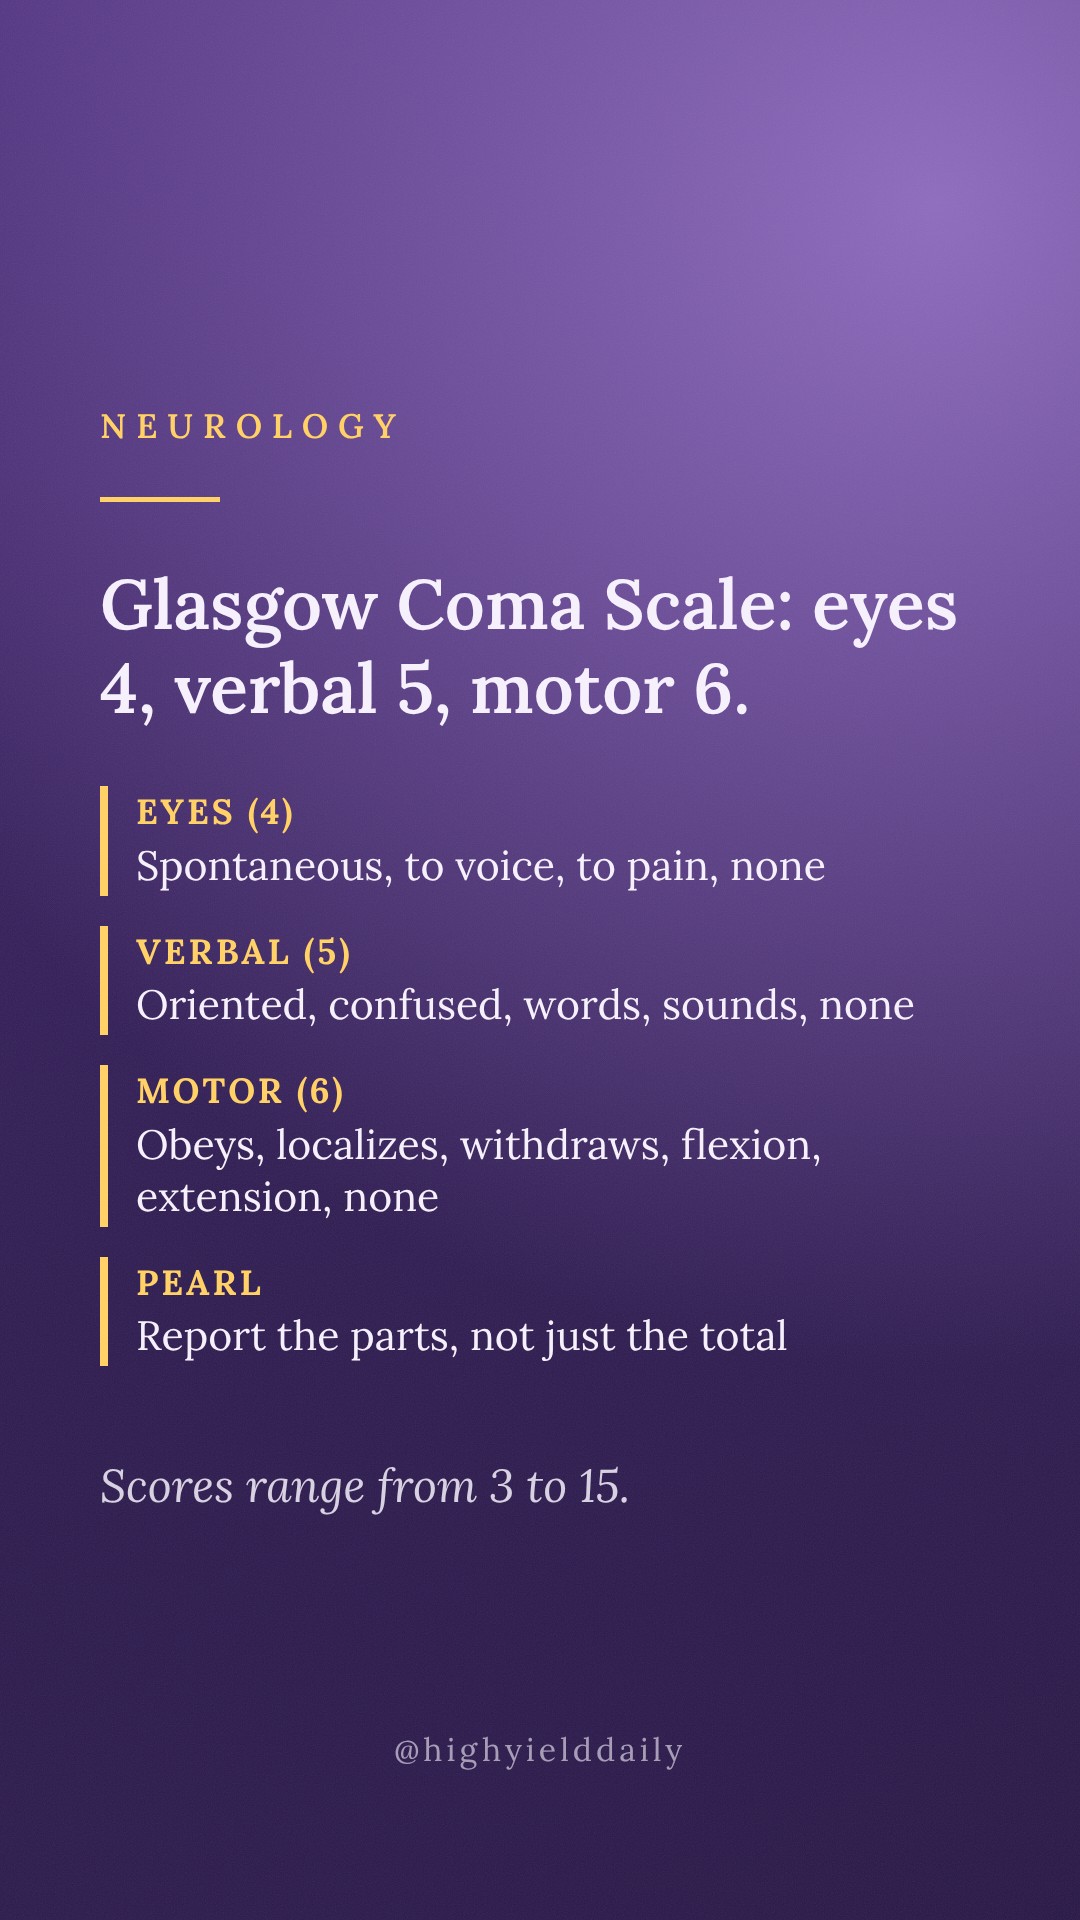 NEUROLOGY
Glasgow Coma Scale: eyes
4, verbal 5, motor 6.
EYES (4)
Spontaneous, to voice, to pain, none
VERBAL (5)
Oriented, confused, words, sounds, none
MOTOR (6)
Obeys, localizes, withdraws, flexion,
extension, none
PEARL
Report the parts, not just the total
Scores range from 3 to 15.
@highyielddaily